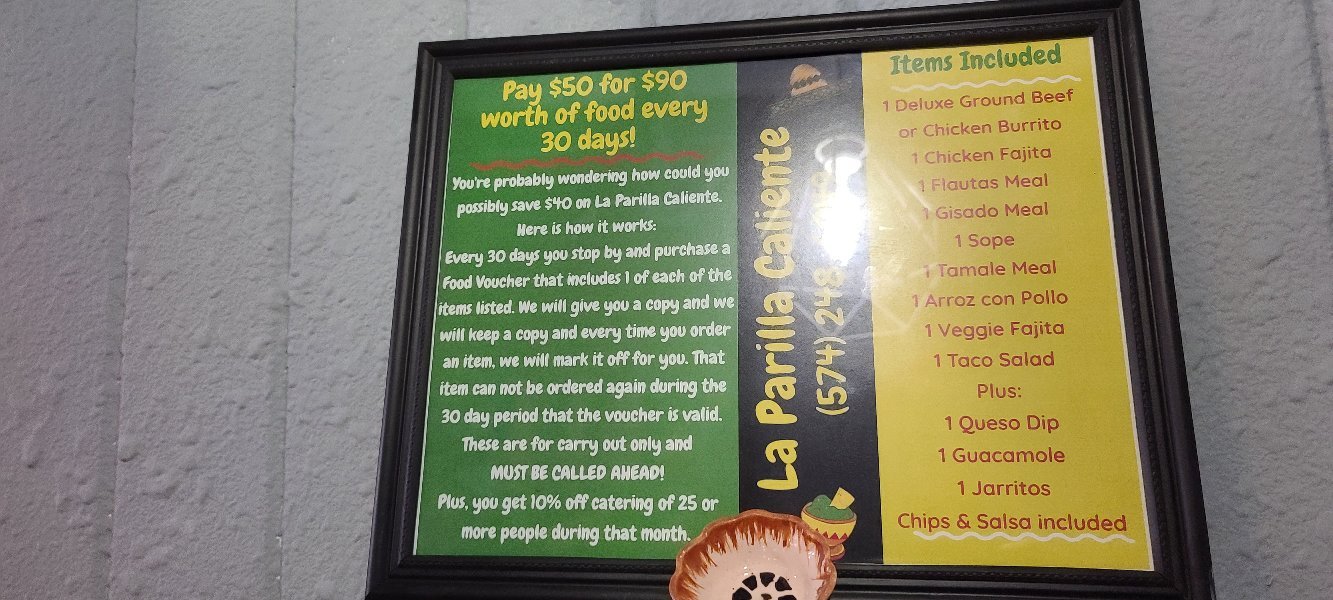 Pay $50 for $90
worth of food every
30 days!
You're probably wondering how could you
possibly save $40 on La Parilla Caliente.
Here is how it works:
Every 30 days you stop by and purchase a
Food Voucher that includes 1 of each of the
items listed. We will give you a copy and we
will keep a copy and every time you order
an item, we will mark it off for you. That
item can not be ordered again during the
30 day period that the voucher is valid.
These are for carry out only and
MUST BE CALLED AHEAD!
Plus, you get 10% off catering of 25 or
more people during that month.
La Parilla Caliente
(574) 248
Items Included
1 Deluxe Ground Beef
or Chicken Burrito
1 Chicken Fajita
1 Flautas Meal
1 Gisado Meal
1 Sope
1 Tamale Meal
1 Arroz con Pollo
1 Veggie Fajita
1 Taco Salad
Plus:
1 Queso Dip
1 Guacamole
1 Jarritos
Chips & Salsa included